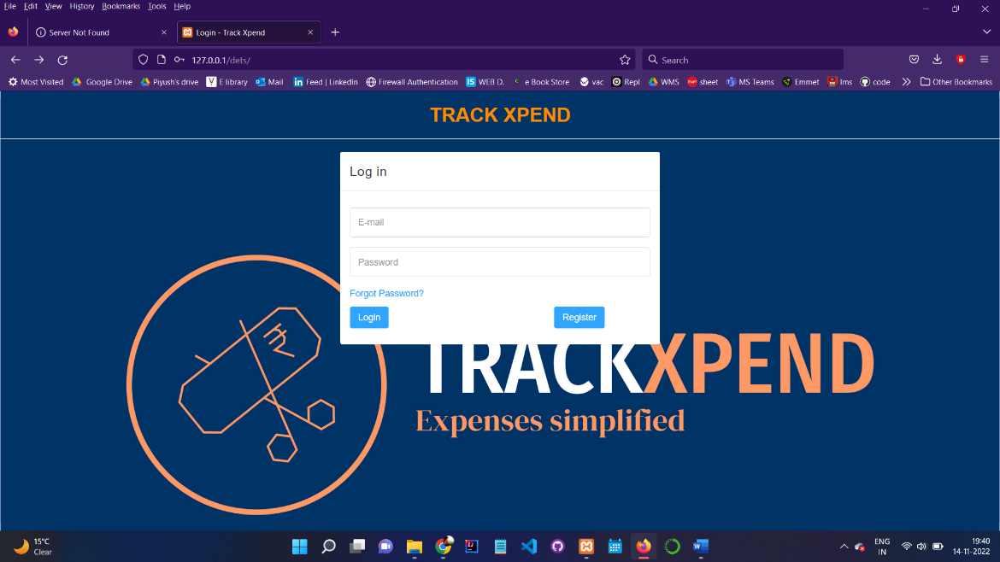 File Edit View History Bookmarks Tools Help
Server Not Found
Login - Track Xpend
127.0.0.1/dets/
Search
Most Visited Google Drive Piyush's drive E library Mail Feed | LinkedIn Firewall Authentication WEB D. e Book Store vac Repl WMS sheet MS Teams Emmet lms code Other Bookmarks
TRACK XPEND
Log in
E-mail
Password
Forgot Password?
Login Register
TRACKXPEND
Expenses simplified
15°C
Clear
ENG
IN
19:40
14-11-2022